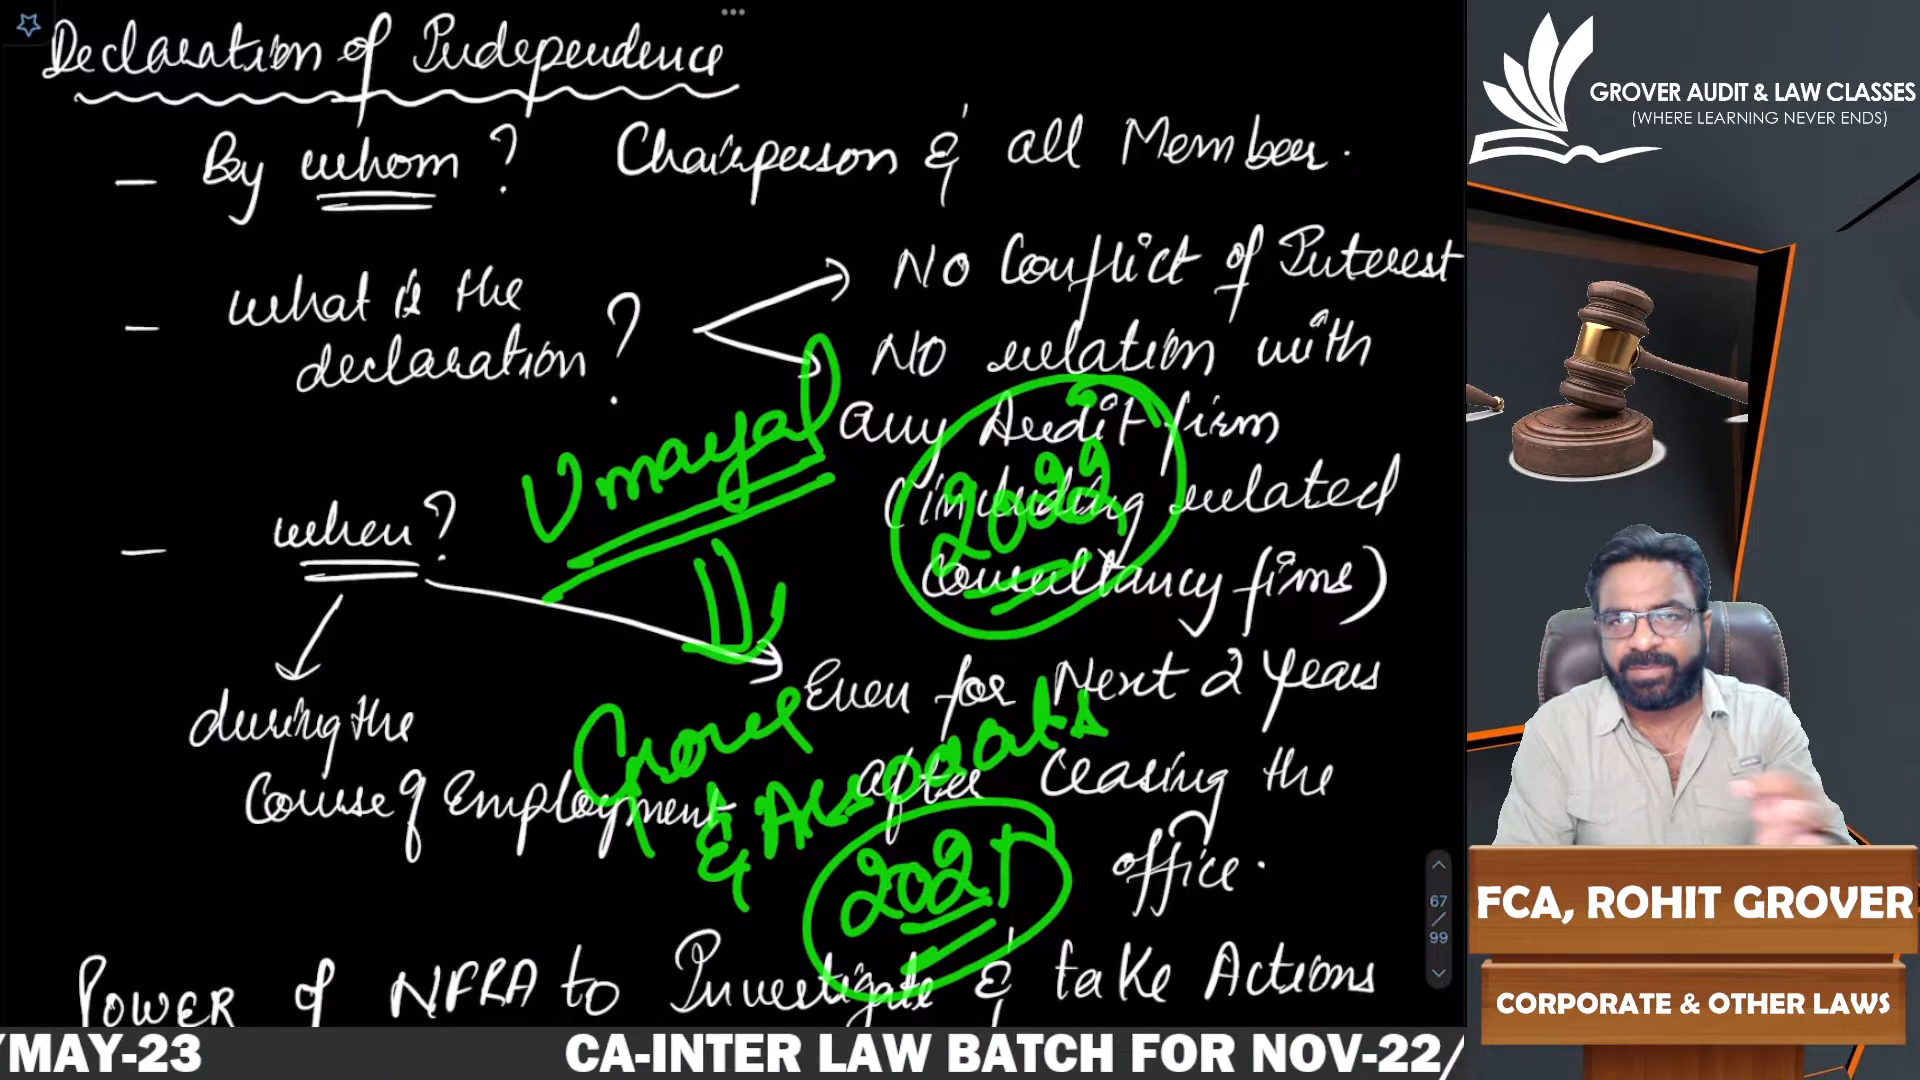 Declaration of Independence
- By whom ? Chairperson & all Member.
- what is the declaration ?
No Conflict of Interest
No relation with
any Audit firm
(including related
Consultancy firms)
Umayal
2022
- when ?
during the
Course of Employment
Even for Next 2 Years
after ceasing the
office.
Grover
&
2021
Power of NFRA to Investigate & take Actions
67
/
99
GROVER AUDIT & LAW CLASSES
(WHERE LEARNING NEVER ENDS)
FCA, ROHIT GROVER
CORPORATE & OTHER LAWS
/MAY-23 CA-INTER LAW BATCH FOR NOV-22/